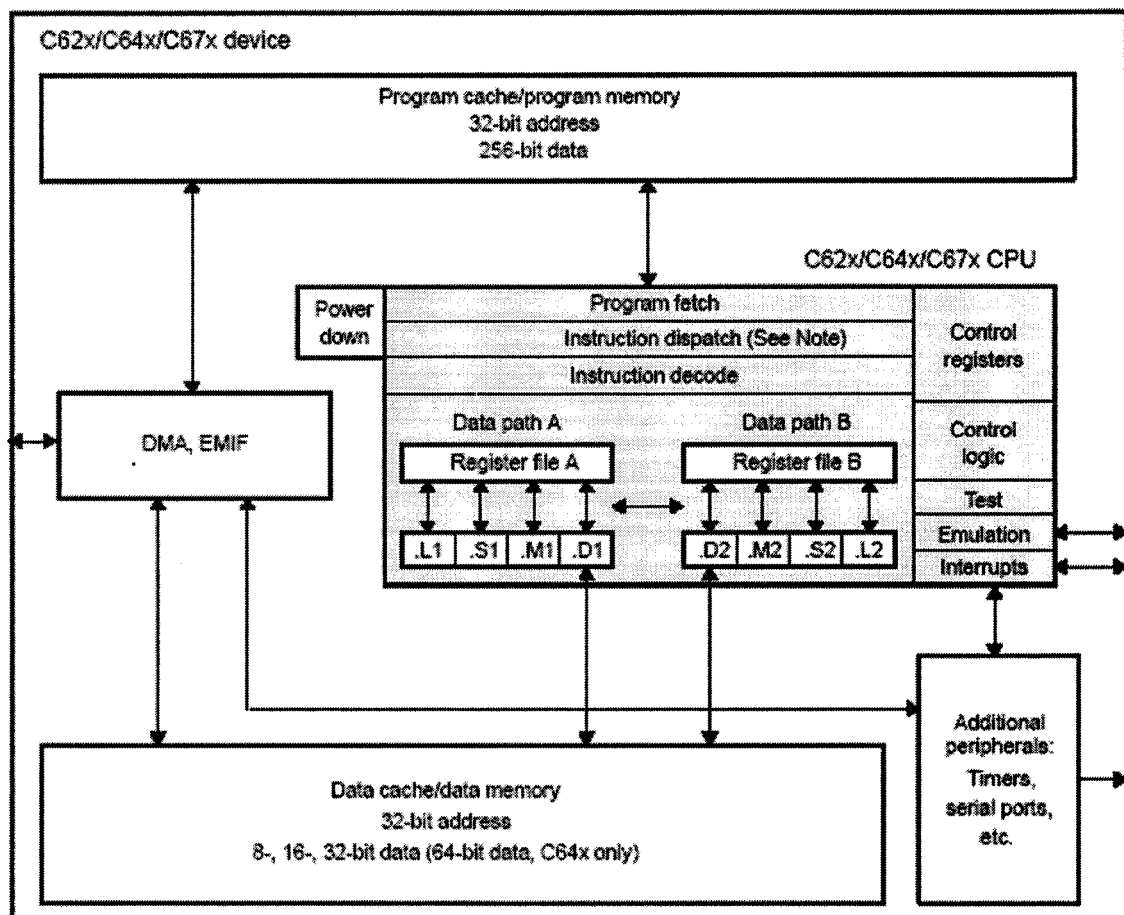 C62x/C64x/C67x device
Program cache/program memory
32-bit address
256-bit data
C62x/C64x/C67x CPU
Power
down
Program fetch
Instruction dispatch (See Note)
Instruction decode
Control
registers
Data path A
Data path B
Register file A
Register file B
Control
logic
DMA, EMIF
Test
Emulation
Interrupts
.L1
.S1
.M1
.D1
.D2
.M2
.S2
.L2
Additional
peripherals:
Timers,
serial ports,
etc.
Data cache/data memory
32-bit address
8-, 16-, 32-bit data (64-bit data, C64x only)